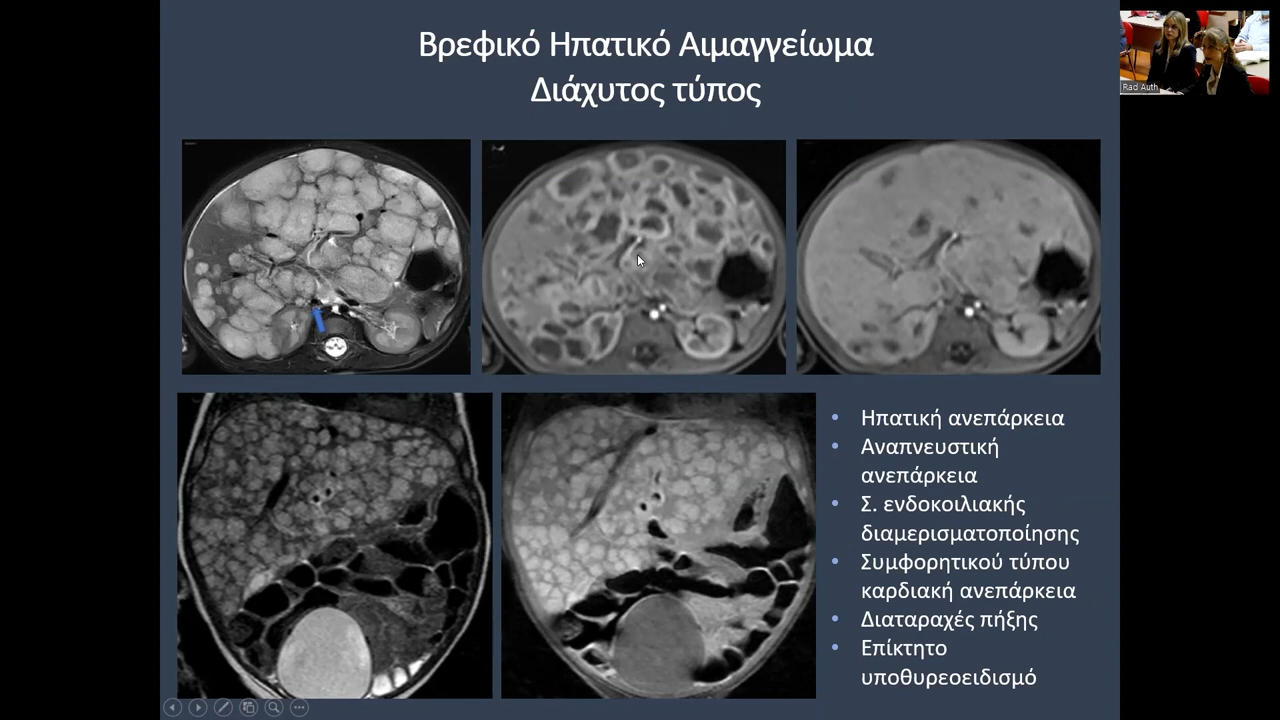 Βρεφικό Ηπατικό Αιμαγγείωμα
Διάχυτος τύπος
Rad Auth
Ηπατική ανεπάρκεια
Αναπνευστική
ανεπάρκεια
Σ. ενδοκοιλιακής
διαμερισματοποίησης
Συμφορητικού τύπου
καρδιακή ανεπάρκεια
Διαταραχές πήξης
Επίκτητο
υποθυρεοειδισμό